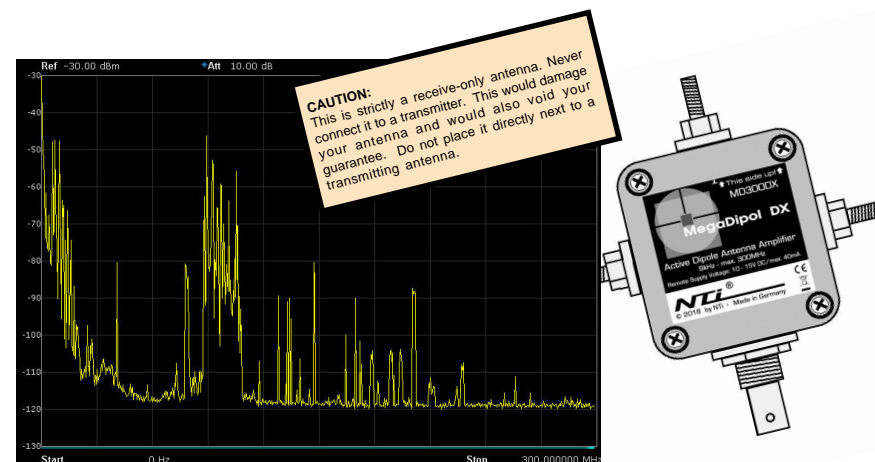 Ref -30.00 dBm
*Att 10.00 dB
-30
-40
-50
-60
-70
-80
-90
-100
-110
-120
-130
Start 0 Hz
Stop 300.000000 MHz
CAUTION:
This is strictly a receive-only antenna. Never
connect it to a transmitter. This would damage
your antenna and would also void your
guarantee. Do not place it directly next to a
transmitting antenna.
This side up!
MD300DX
MegaDipol DX
Active Dipole Antenna Amplifier
9kHz - max. 300MHz
Remote Supply Voltage: 10 - 15V DC/max. 40mA
CE
NTi ®
© 2018 by NTi • Made in Germany